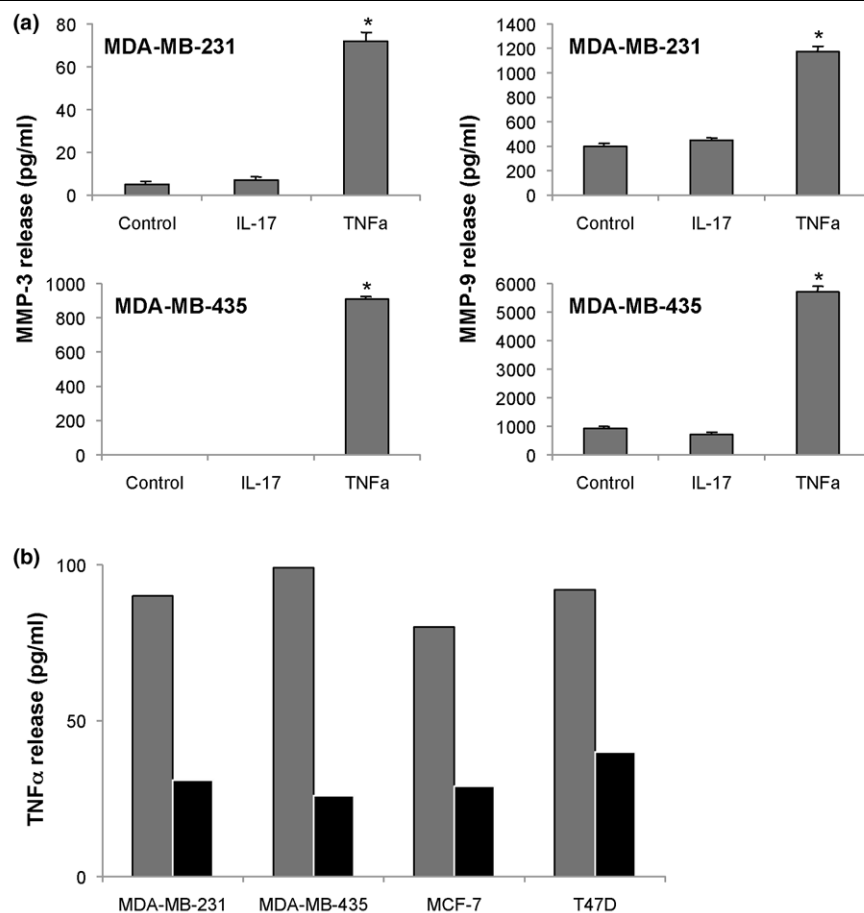 (a)
MMP-3 release (pg/ml)
80
60
40
20
0
MDA-MB-231
*
Control IL-17 TNFa
1000
800
600
400
200
0
MDA-MB-435
*
Control IL-17 TNFa
MMP-9 release (pg/ml)
1400
1200
1000
800
600
400
200
0
MDA-MB-231
*
Control IL-17 TNFa
6000
5000
4000
3000
2000
1000
0
MDA-MB-435
*
Control IL-17 TNFa
(b)
TNFα release (pg/ml)
100
50
0
MDA-MB-231 MDA-MB-435 MCF-7 T47D